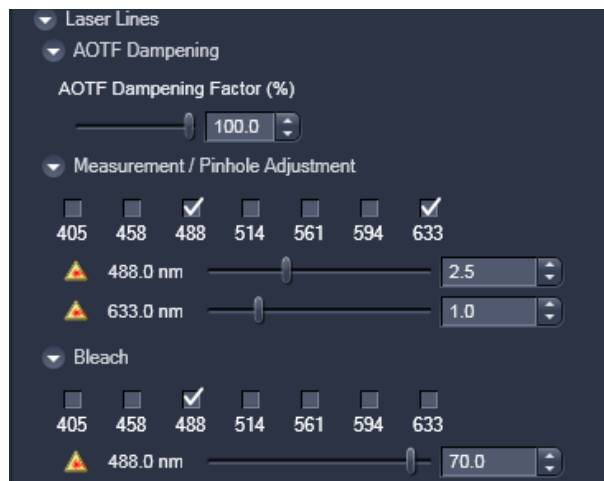 Laser Lines
AOTF Dampening
AOTF Dampening Factor (%)
100.0
Measurement / Pinhole Adjustment
405 458 488 514 561 594 633
488.0 nm 2.5
633.0 nm 1.0
Bleach
405 458 488 514 561 594 633
488.0 nm 70.0